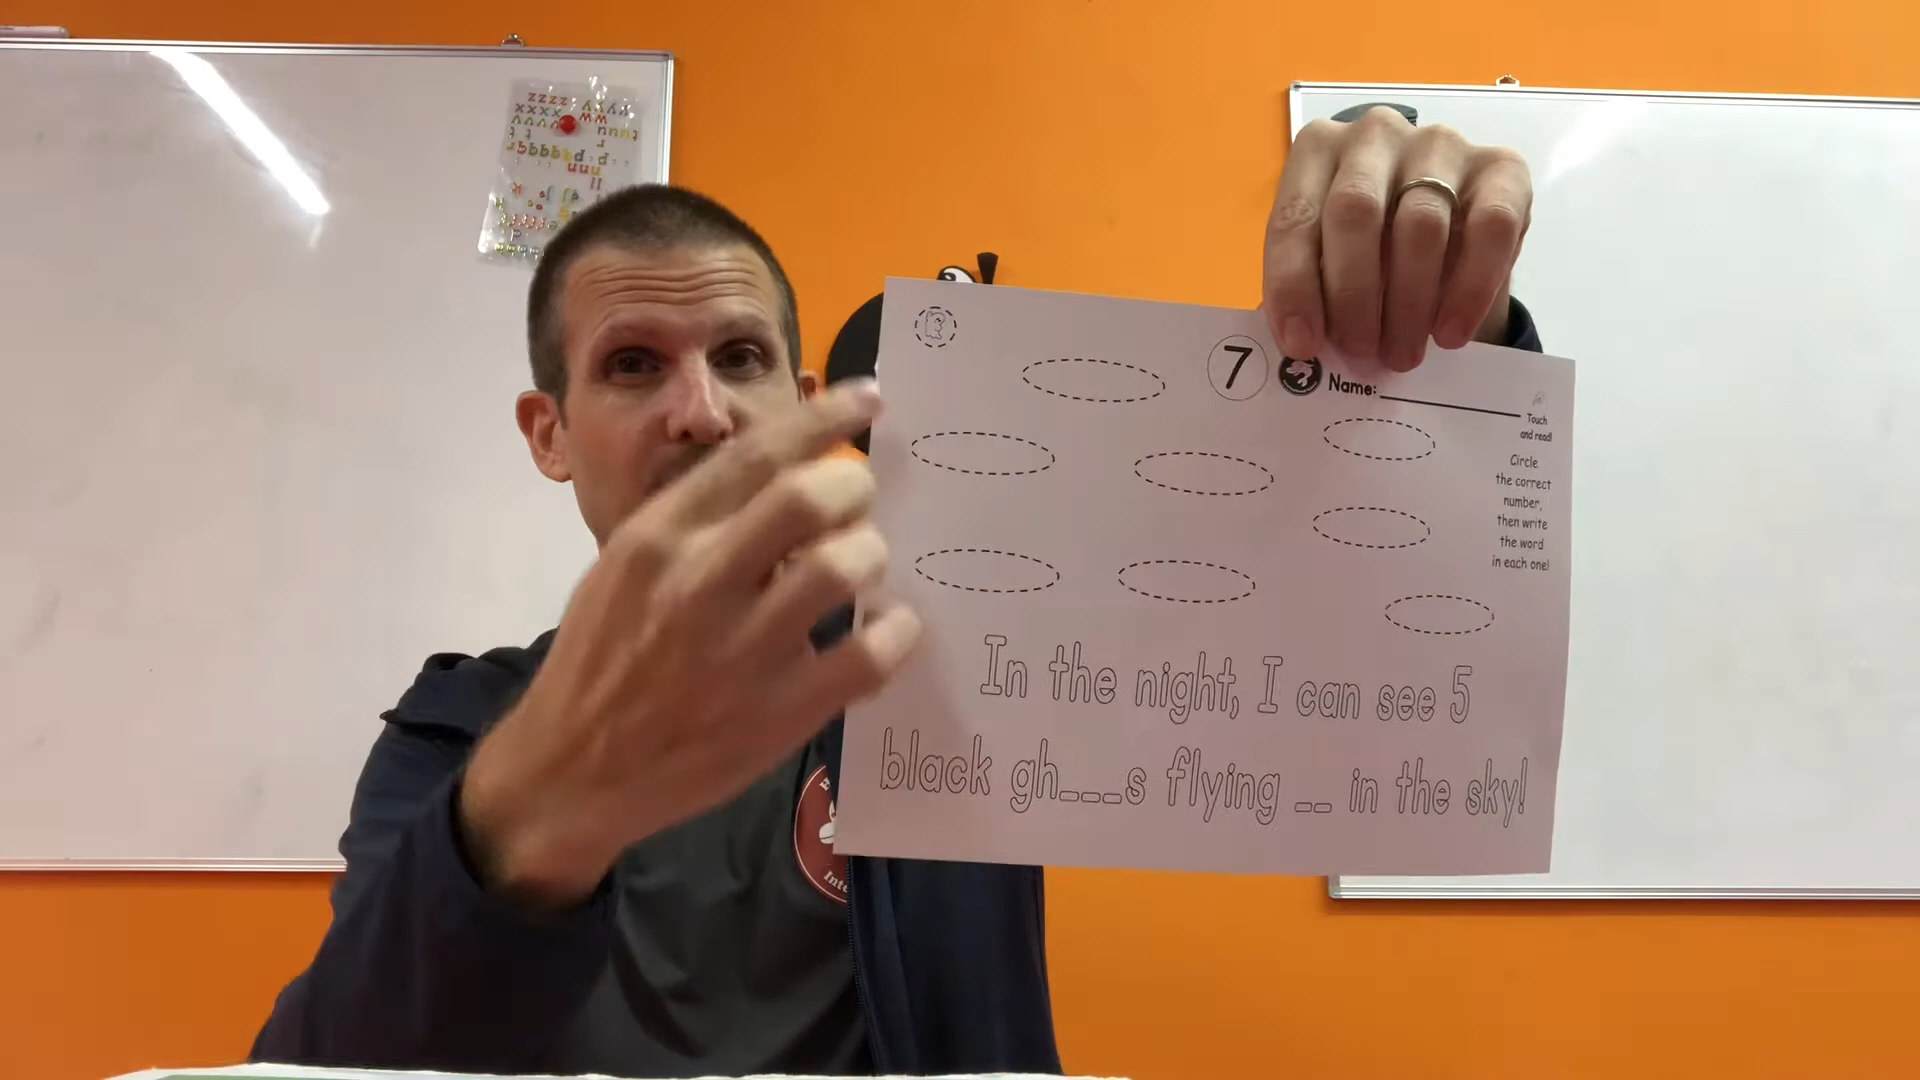 7
Name:
Touch
and read!
Circle
the correct
number,
then write
the word
in each one!
In the night, I can see 5
black gh___s flying __ in the sky!